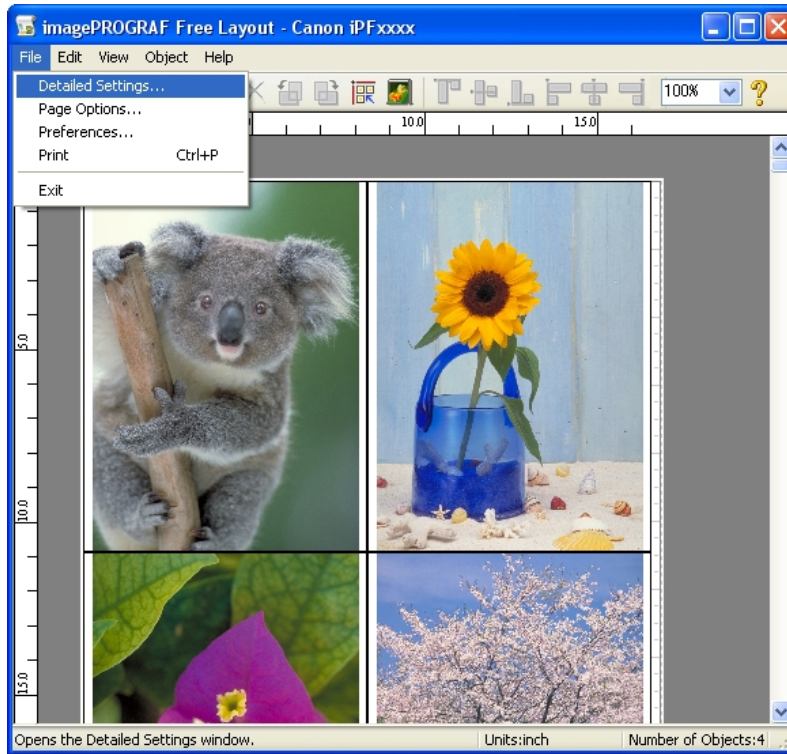 imagePROGRAF Free Layout - Canon iPFxxxx
File Edit View Object Help
Detailed Settings...
Page Options...
Preferences...
Print Ctrl+P
Exit
100%
10.0 15.0
5.0
10.0
15.0
Opens the Detailed Settings window. Units:inch Number of Objects:4